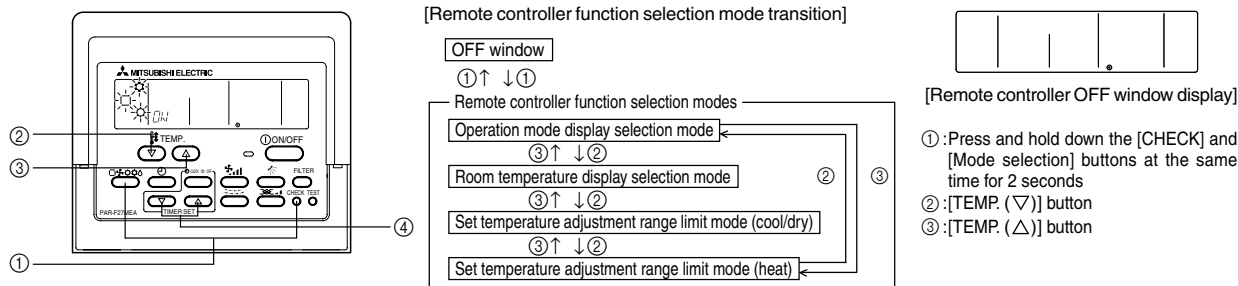 [Remote controller function selection mode transition]
MITSUBISHI ELECTRIC
ON
TEMP.
ON/OFF
FILTER
CHECK TEST
TIMER SET
PAR-F27MEA
②
③
①
④
OFF window
①↑ ↓①
Remote controller function selection modes
Operation mode display selection mode
③↑ ↓②
Room temperature display selection mode
③↑ ↓②
Set temperature adjustment range limit mode (cool/dry)
③↑ ↓②
Set temperature adjustment range limit mode (heat)
② ③
[Remote controller OFF window display]
①:Press and hold down the [CHECK] and
[Mode selection] buttons at the same
time for 2 seconds
②:[TEMP. (▽)] button
③:[TEMP. (△)] button